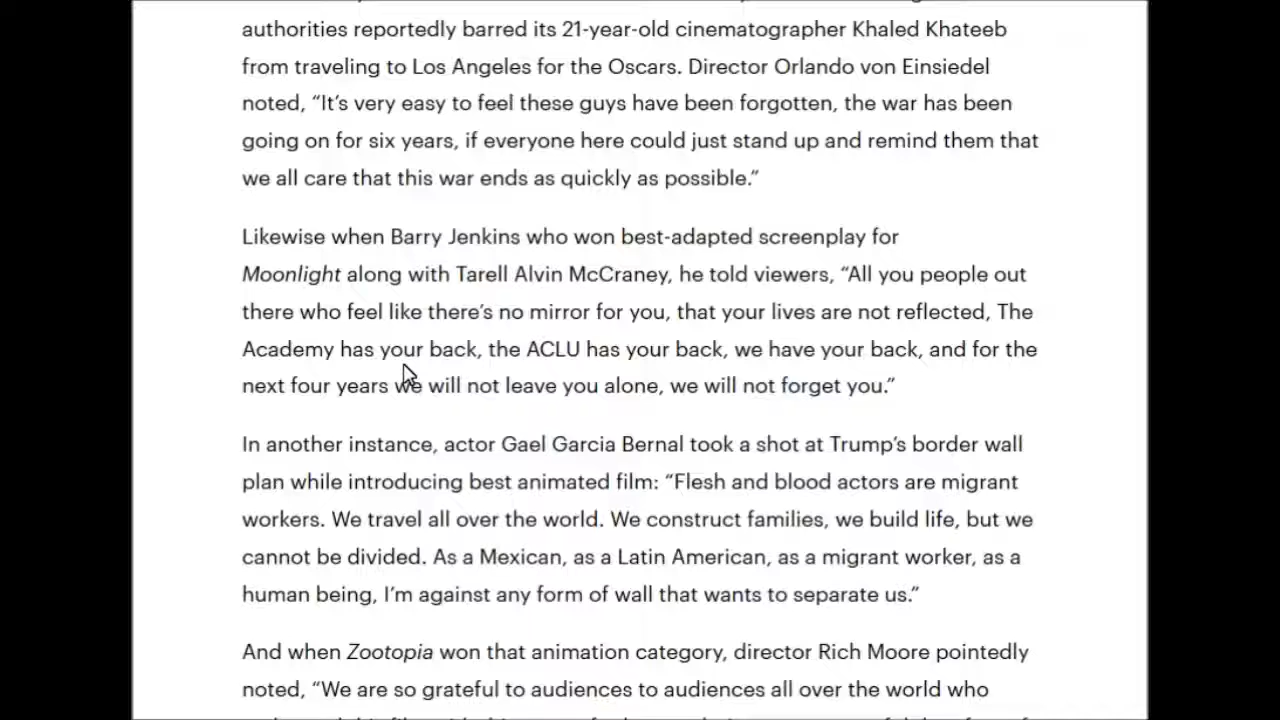 authorities reportedly barred its 21-year-old cinematographer Khaled Khateeb
from traveling to Los Angeles for the Oscars. Director Orlando von Einsiedel
noted, “It’s very easy to feel these guys have been forgotten, the war has been
going on for six years, if everyone here could just stand up and remind them that
we all care that this war ends as quickly as possible.”
Likewise when Barry Jenkins who won best-adapted screenplay for
Moonlight along with Tarell Alvin McCraney, he told viewers, “All you people out
there who feel like there’s no mirror for you, that your lives are not reflected, The
Academy has your back, the ACLU has your back, we have your back, and for the
next four years we will not leave you alone, we will not forget you.”
In another instance, actor Gael Garcia Bernal took a shot at Trump’s border wall
plan while introducing best animated film: “Flesh and blood actors are migrant
workers. We travel all over the world. We construct families, we build life, but we
cannot be divided. As a Mexican, as a Latin American, as a migrant worker, as a
human being, I’m against any form of wall that wants to separate us.”
And when Zootopia won that animation category, director Rich Moore pointedly
noted, “We are so grateful to audiences to audiences all over the world who